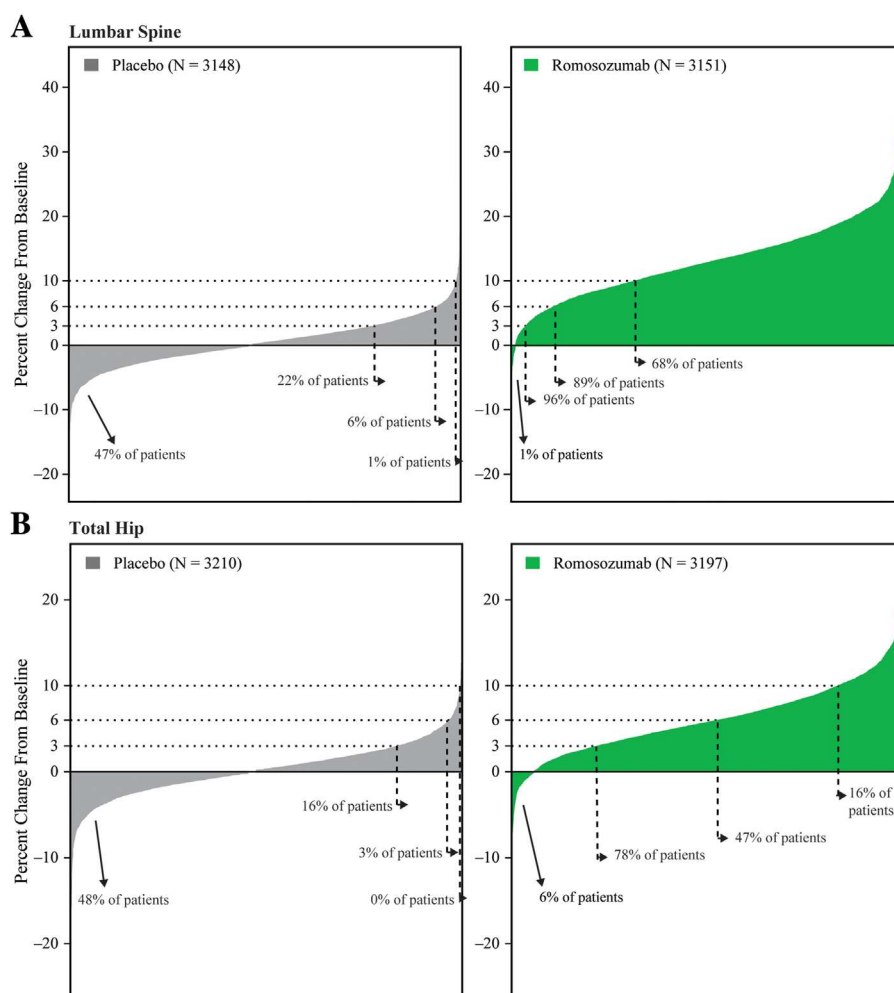 A
Lumbar Spine
Placebo (N = 3148)
Romosozumab (N = 3151)
Percent Change From Baseline
40
30
20
10
6
3
0
–10
–20
47% of patients
22% of patients
6% of patients
1% of patients
68% of patients
89% of patients
96% of patients
1% of patients
B
Total Hip
Placebo (N = 3210)
Romosozumab (N = 3197)
Percent Change From Baseline
20
10
6
3
0
–10
–20
48% of patients
16% of patients
3% of patients
0% of patients
16% of
patients
47% of patients
78% of patients
6% of patients